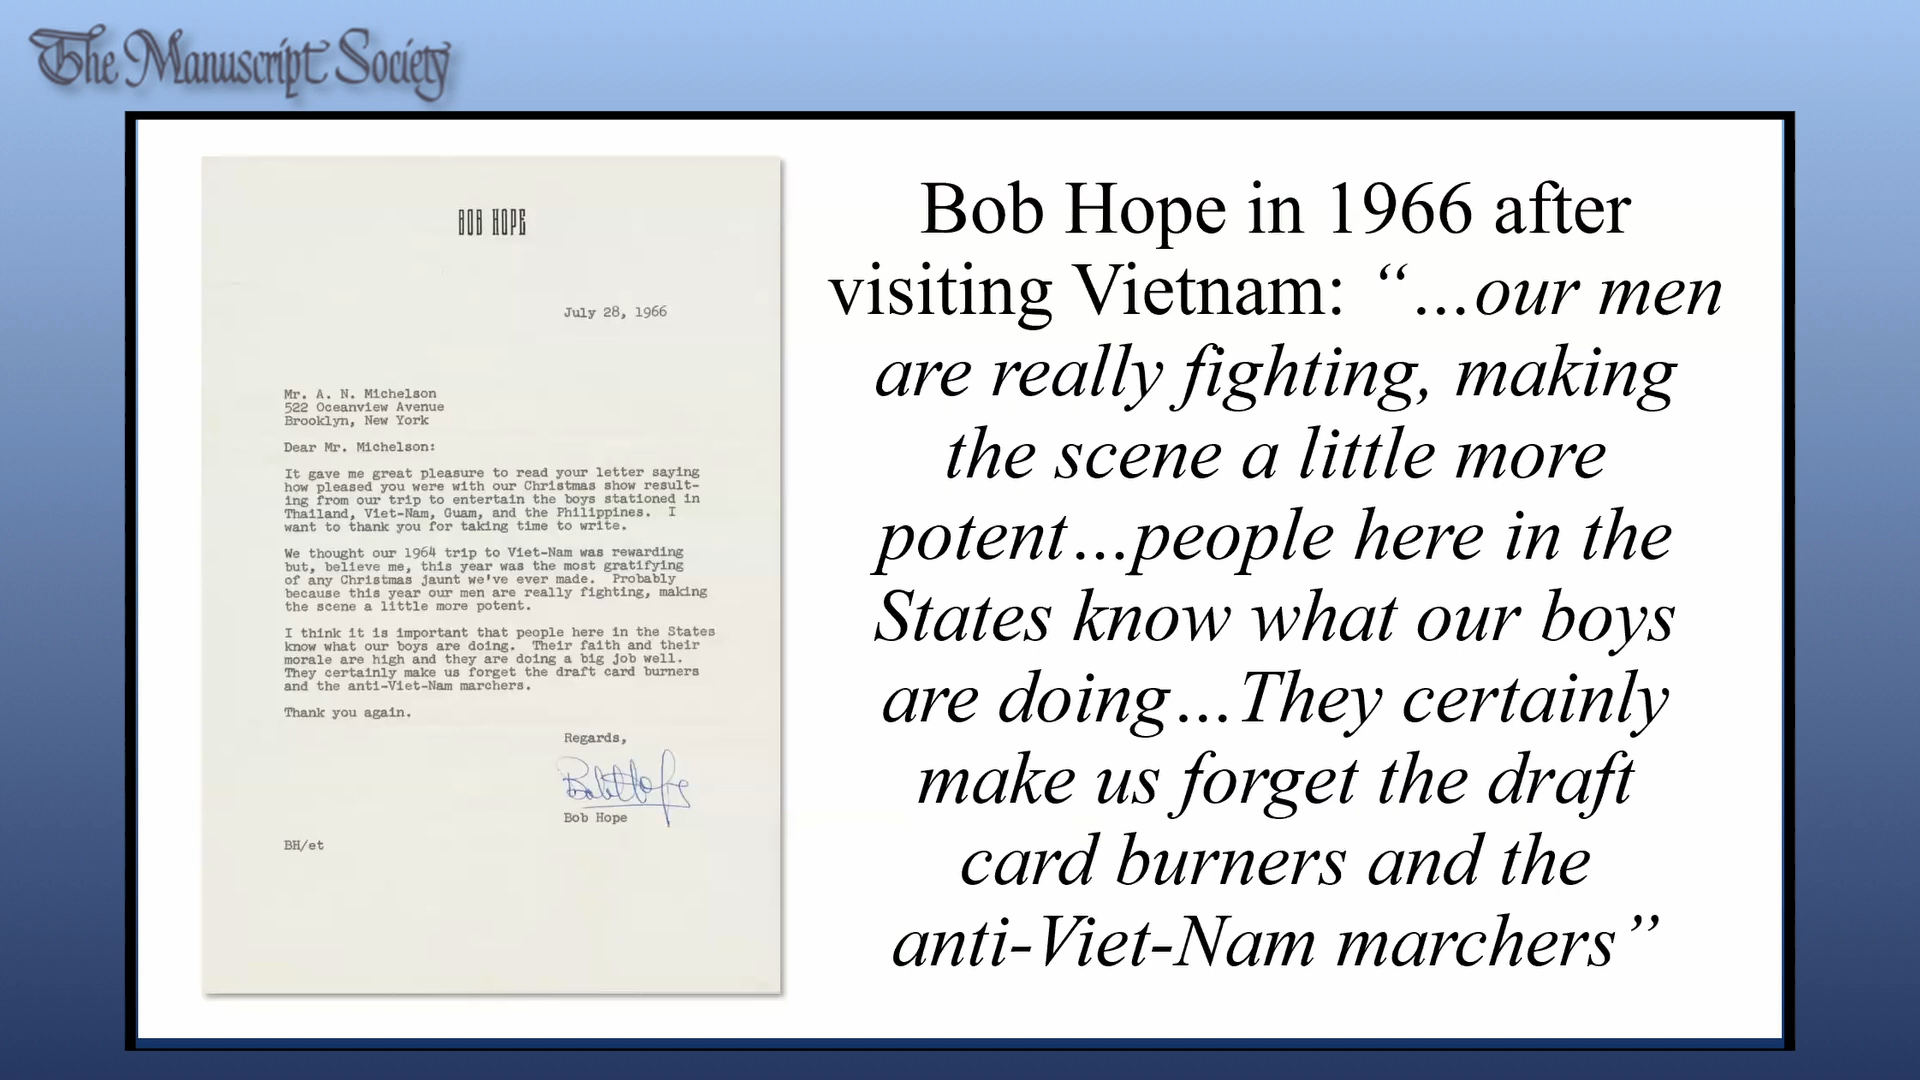 The Manuscript Society
BOB HOPE
July 28, 1966
Mr. A. N. Michelson
522 Oceanview Avenue
Brooklyn, New York
Dear Mr. Michelson:
It gave me great pleasure to read your letter saying
how pleased you were with our Christmas show result-
ing from our trip to entertain the boys stationed in
Thailand, Viet-Nam, Guam, and the Philippines. I
want to thank you for taking time to write.
We thought our 1964 trip to Viet-Nam was rewarding
but, believe me, this year was the most gratifying
of any Christmas jaunt we've ever made. Probably
because this year our men are really fighting, making
the scene a little more potent.
I think it is important that people here in the States
know what our boys are doing. Their faith and their
morale are high and they are doing a big job well.
They certainly make us forget the draft card burners
and the anti-Viet-Nam marchers.
Thank you again.
Regards,
Bob Hope
Bob Hope
BH/et
Bob Hope in 1966 after
visiting Vietnam: “…our men
are really fighting, making
the scene a little more
potent…people here in the
States know what our boys
are doing…They certainly
make us forget the draft
card burners and the
anti-Viet-Nam marchers”